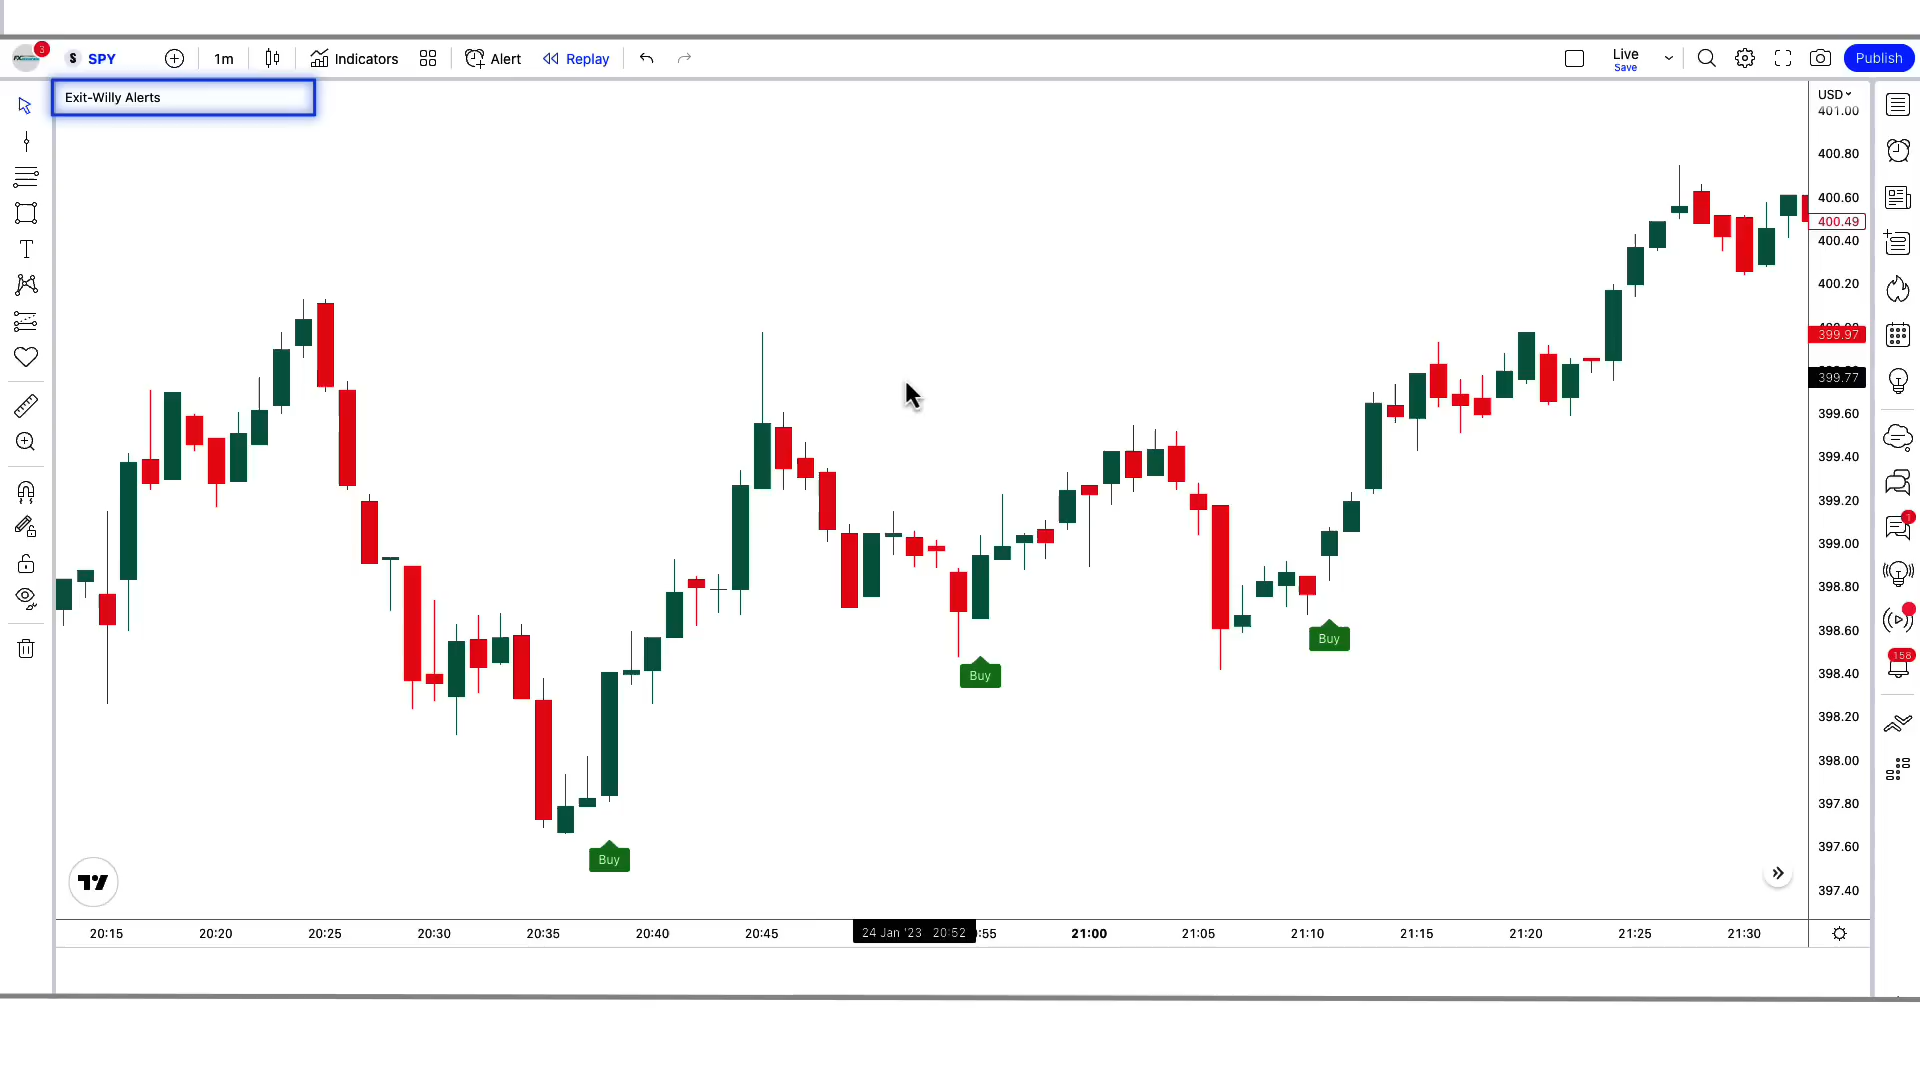 3
S SPY
1m
Indicators
Alert
Replay
Live
Save
Publish
Exit-Willy Alerts
USD
401.00
400.80
400.60
400.49
400.40
400.20
399.97
399.77
399.60
399.40
399.20
399.00
398.80
398.60
398.40
398.20
398.00
397.80
397.60
397.40
Buy
Buy
Buy
1
158
20:15
20:20
20:25
20:30
20:35
20:40
20:45
24 Jan '23 20:52
:55
21:00
21:05
21:10
21:15
21:20
21:25
21:30